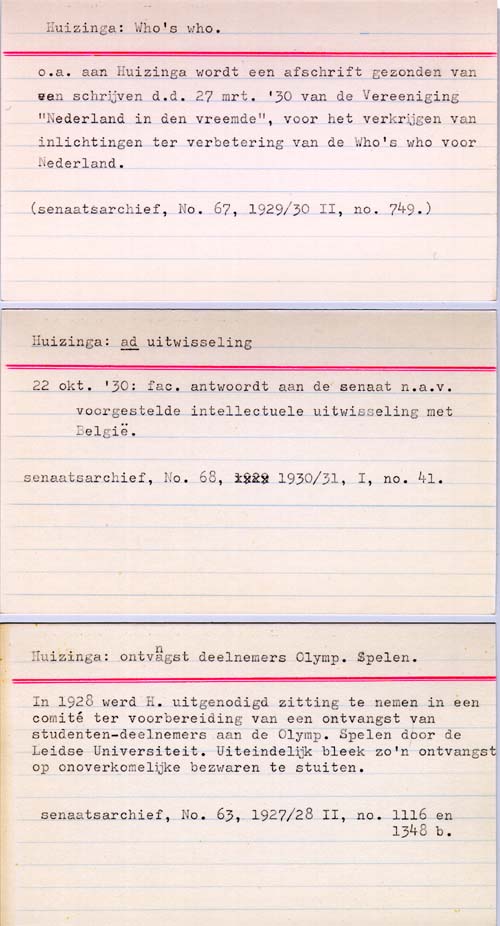 Huizinga: Who's who.
o.a. aan Huizinga wordt een afschrift gezonden van
een schrijven d.d. 27 mrt. '30 van de Vereeniging
"Nederland in den vreemde", voor het verkrijgen van
inlichtingen ter verbetering van de Who's who voor
Nederland.
(senaatsarchief, No. 67, 1929/30 II, no. 749.)
Huizinga: ad uitwisseling
22 okt. '30: fac. antwoordt aan de senaat n.a.v.
voorgestelde intellectuele uitwisseling met
België.
senaatsarchief, No. 68, 1929 1930/31, I, no. 41.
Huizinga: ontvangst deelnemers Olymp. Spelen.
In 1928 werd H. uitgenodigd zitting te nemen in een
comité ter voorbereiding van een ontvangst van
studenten-deelnemers aan de Olymp. Spelen door de
Leidse Universiteit. Uiteindelijk bleek zo'n ontvangst
op onoverkomelijke bezwaren te stuiten.
senaatsarchief, No. 63, 1927/28 II, no. 1116 en
1348 b.